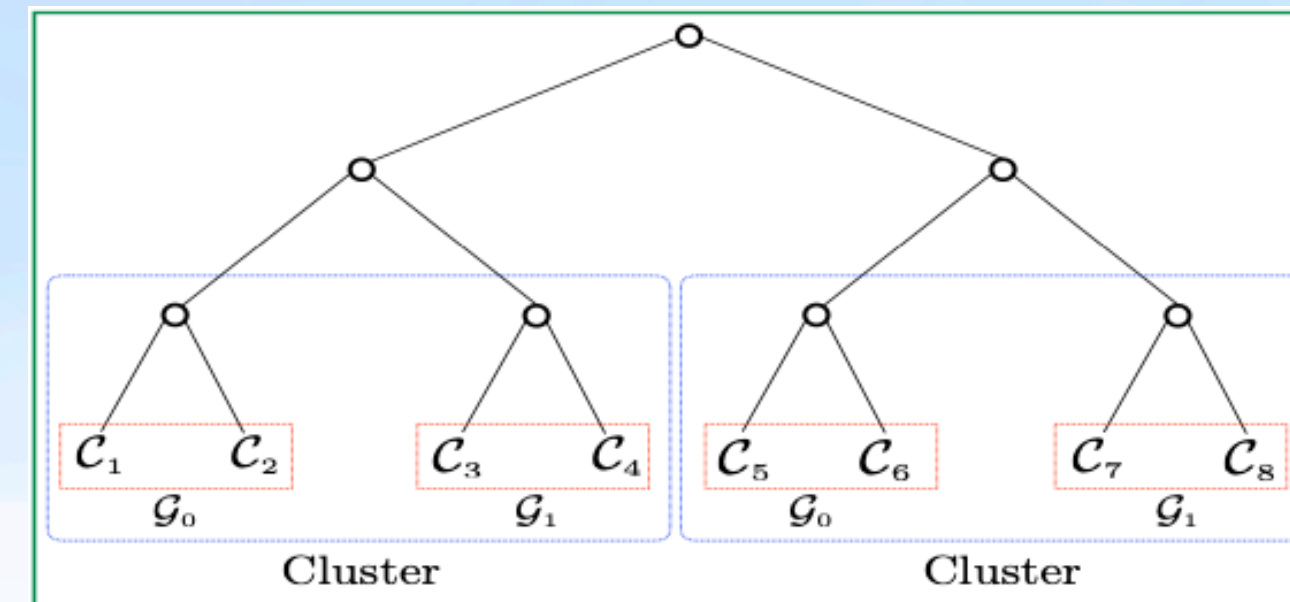 𝒞₁ 𝒞₂ 𝒞₃ 𝒞₄ 𝒞₅ 𝒞₆ 𝒞₇ 𝒞₈
𝒢₀ 𝒢₁ 𝒢₀ 𝒢₁
Cluster Cluster